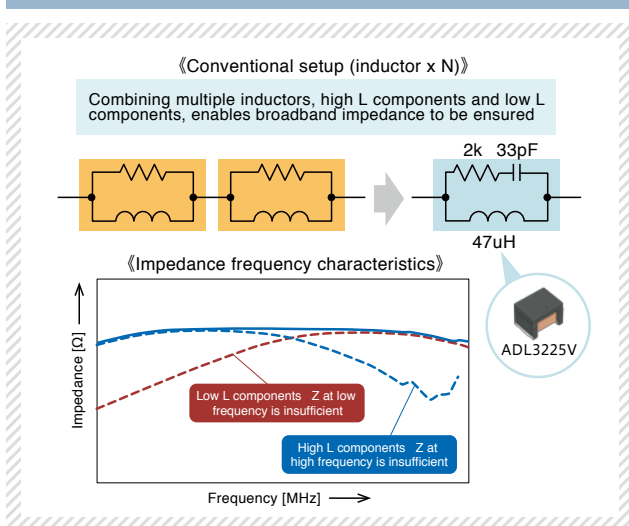 《Conventional setup (inductor x N)》
Combining multiple inductors, high L components and low L
components, enables broadband impedance to be ensured
2k 33pF
47uH
《Impedance frequency characteristics》
ADL3225V
Impedance [Ω]
Low L components Z at low
frequency is insufficient
High L components Z at
high frequency is insufficient
Frequency [MHz]